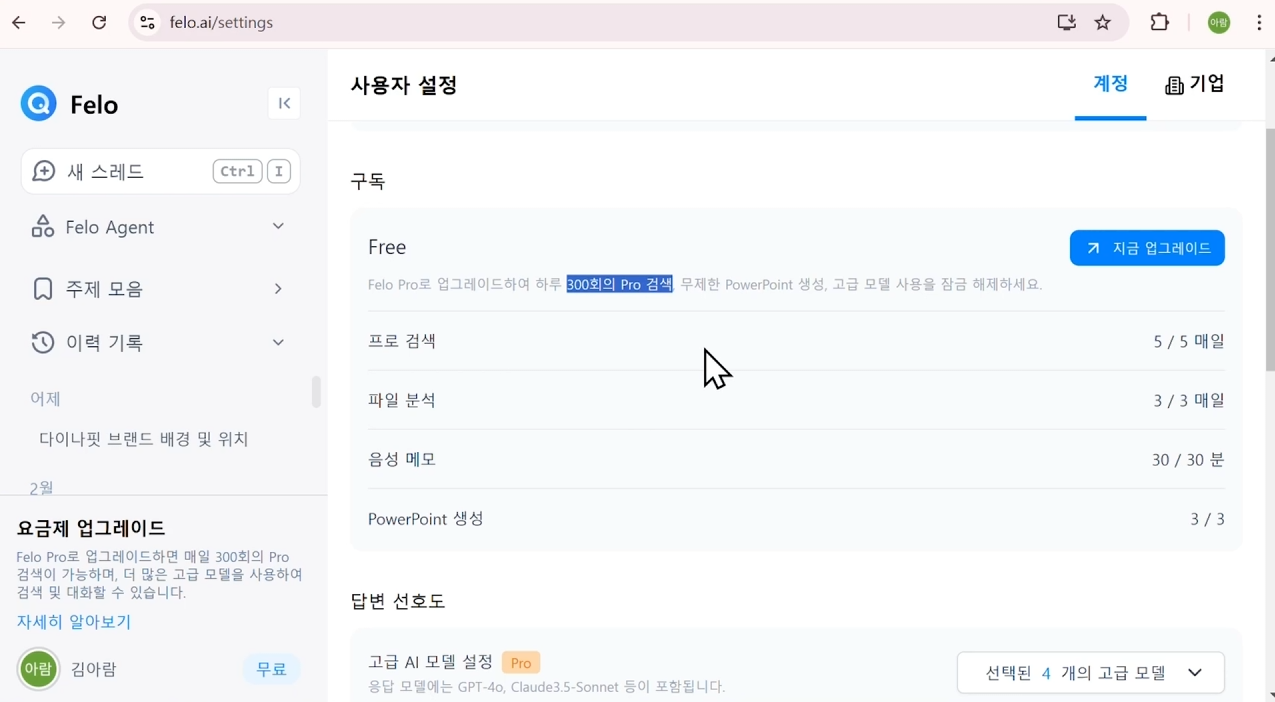 felo.ai/settings
아람
Felo
새 스레드 Ctrl I
Felo Agent
주제 모음
이력 기록
어제
다이나핏 브랜드 배경 및 위치
2월
요금제 업그레이드
Felo Pro로 업그레이드하면 매일 300회의 Pro
검색이 가능하며, 더 많은 고급 모델을 사용하여
검색 및 대화할 수 있습니다.
자세히 알아보기
아람 김아람 무료
사용자 설정 계정 기업
구독
Free 지금 업그레이드
Felo Pro로 업그레이드하여 하루 300회의 Pro 검색, 무제한 PowerPoint 생성, 고급 모델 사용을 잠금 해제하세요.
프로 검색 5 / 5 매일
파일 분석 3 / 3 매일
음성 메모 30 / 30 분
PowerPoint 생성 3 / 3
답변 선호도
고급 AI 모델 설정 Pro 선택된 4 개의 고급 모델
응답 모델에는 GPT-4o, Claude3.5-Sonnet 등이 포함됩니다.